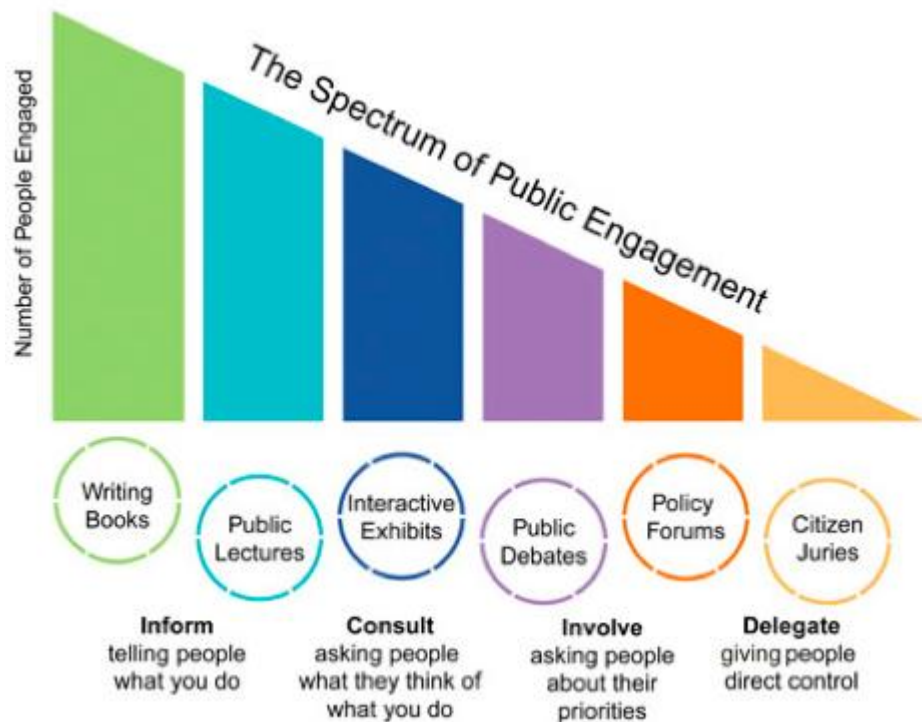 The Spectrum of Public Engagement
Number of People Engaged
Writing
Books
Public
Lectures
Interactive
Exhibits
Public
Debates
Policy
Forums
Citizen
Juries
Inform
telling people
what you do
Consult
asking people
what they think of
what you do
Involve
asking people
about their
priorities
Delegate
giving people
direct control